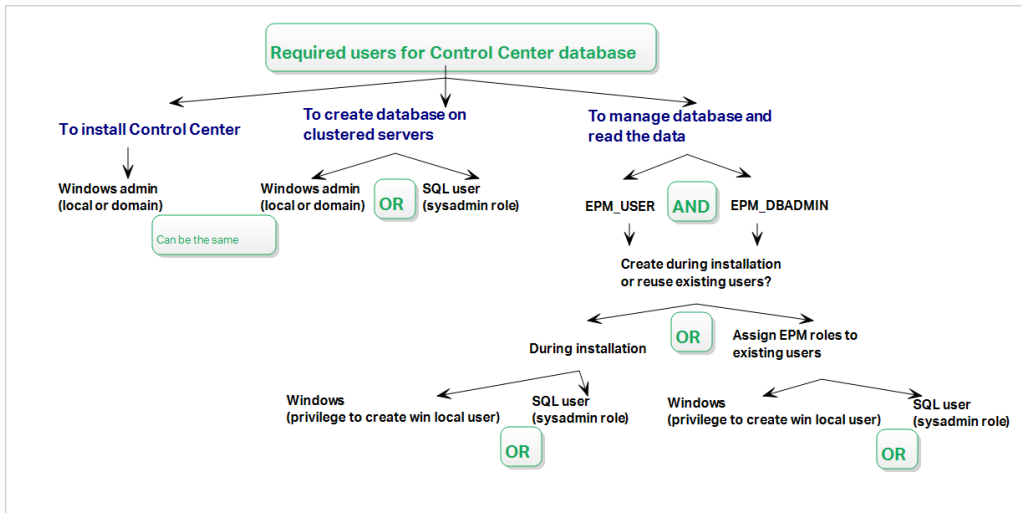 Required users for Control Center database
To install Control Center
To create database on
clustered servers
To manage database and
read the data
Windows admin
(local or domain)
Can be the same
Windows admin
(local or domain)
OR
SQL user
(sysadmin role)
EPM_USER
AND
EPM_DBADMIN
Create during installation
or reuse existing users?
During installation
OR
Assign EPM roles to
existing users
Windows
(privilege to create win local user)
OR
SQL user
(sysadmin role)
Windows
(privilege to create win local user)
OR
SQL user
(sysadmin role)